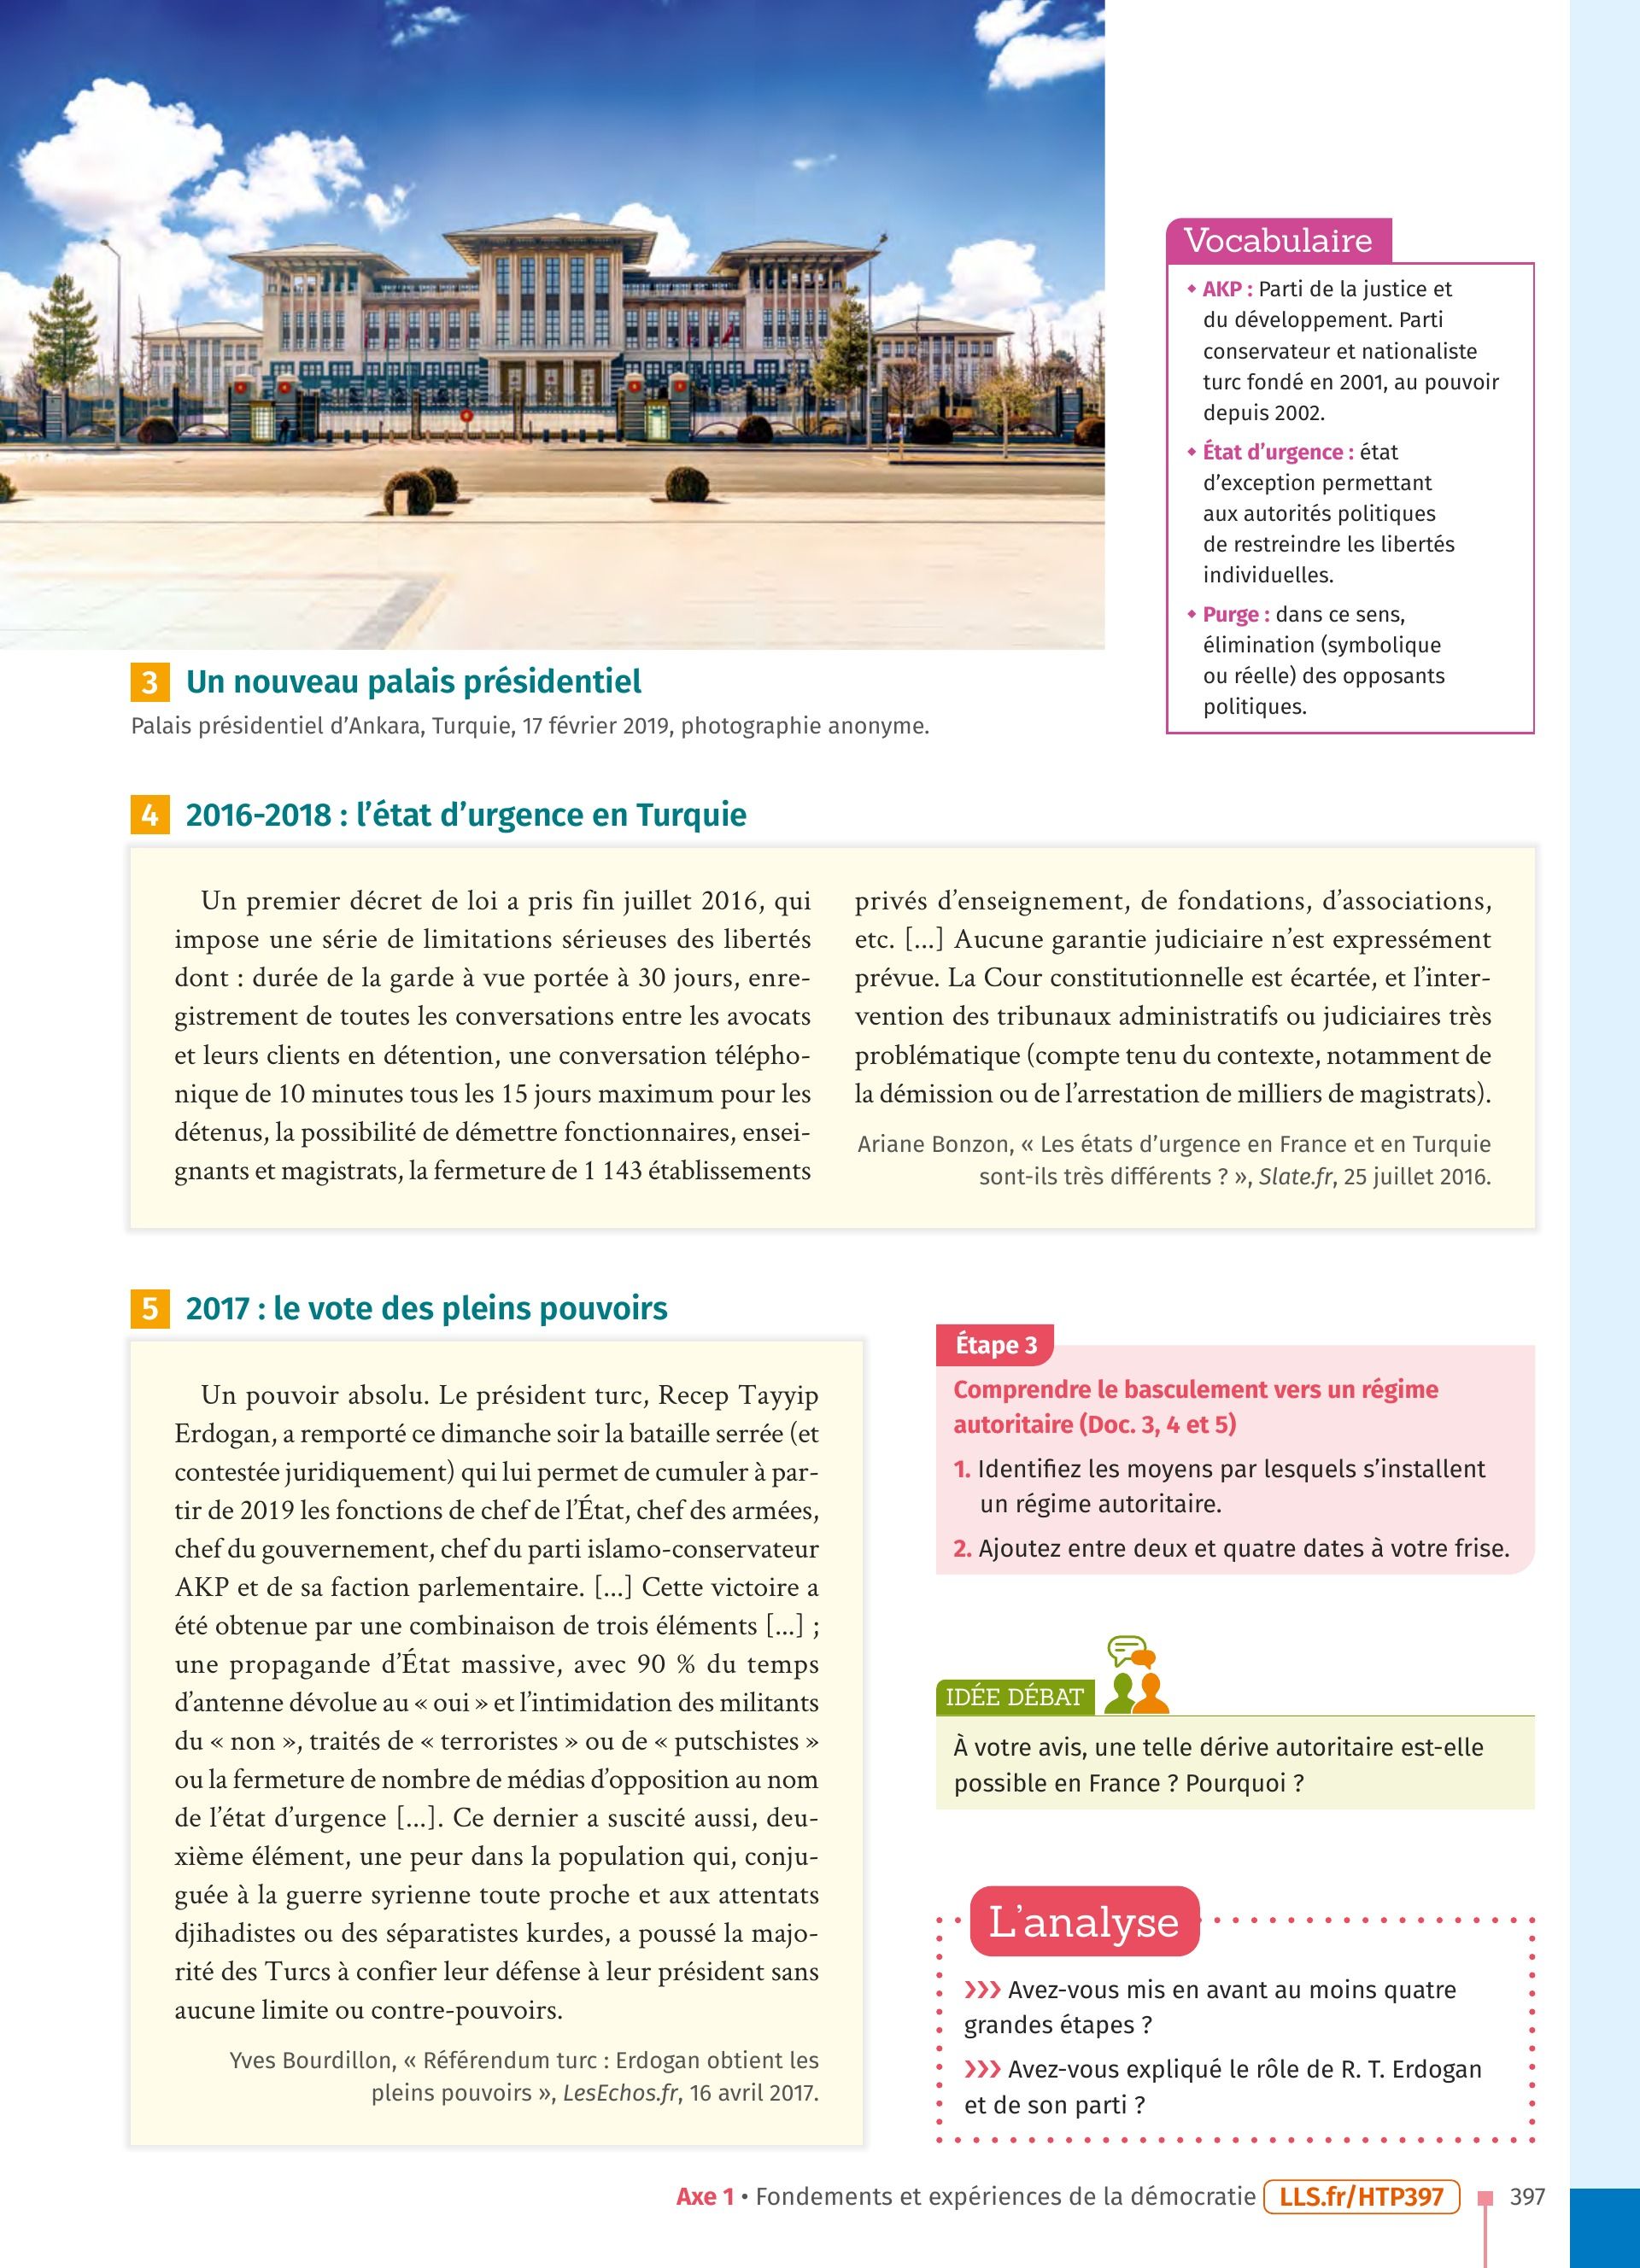 Vocabulaire
◆ AKP : Parti de la justice et
du développement. Parti
conservateur et nationaliste
turc fondé en 2001, au pouvoir
depuis 2002.
◆ État d’urgence : état
d’exception permettant
aux autorités politiques
de restreindre les libertés
individuelles.
◆ Purge : dans ce sens,
élimination (symbolique
ou réelle) des opposants
politiques.
3 Un nouveau palais présidentiel
Palais présidentiel d’Ankara, Turquie, 17 février 2019, photographie anonyme.
4 2016-2018 : l’état d’urgence en Turquie
Un premier décret de loi a pris fin juillet 2016, qui
impose une série de limitations sérieuses des libertés
dont : durée de la garde à vue portée à 30 jours, enre-
gistrement de toutes les conversations entre les avocats
et leurs clients en détention, une conversation télépho-
nique de 10 minutes tous les 15 jours maximum pour les
détenus, la possibilité de démettre fonctionnaires, ensei-
gnants et magistrats, la fermeture de 1 143 établissements
privés d’enseignement, de fondations, d’associations,
etc. [...] Aucune garantie judiciaire n’est expressément
prévue. La Cour constitutionnelle est écartée, et l’inter-
vention des tribunaux administratifs ou judiciaires très
problématique (compte tenu du contexte, notamment de
la démission ou de l’arrestation de milliers de magistrats).
Ariane Bonzon, « Les états d’urgence en France et en Turquie
sont-ils très différents ? », Slate.fr, 25 juillet 2016.
5 2017 : le vote des pleins pouvoirs
Un pouvoir absolu. Le président turc, Recep Tayyip
Erdogan, a remporté ce dimanche soir la bataille serrée (et
contestée juridiquement) qui lui permet de cumuler à par-
tir de 2019 les fonctions de chef de l’État, chef des armées,
chef du gouvernement, chef du parti islamo-conservateur
AKP et de sa faction parlementaire. [...] Cette victoire a
été obtenue par une combinaison de trois éléments [...] ;
une propagande d’État massive, avec 90 % du temps
d’antenne dévolue au « oui » et l’intimidation des militants
du « non », traités de « terroristes » ou de « putschistes »
ou la fermeture de nombre de médias d’opposition au nom
de l’état d’urgence [...]. Ce dernier a suscité aussi, deu-
xième élément, une peur dans la population qui, conju-
guée à la guerre syrienne toute proche et aux attentats
djihadistes ou des séparatistes kurdes, a poussé la majo-
rité des Turcs à confier leur défense à leur président sans
aucune limite ou contre-pouvoirs.
Yves Bourdillon, « Référendum turc : Erdogan obtient les
pleins pouvoirs », LesEchos.fr, 16 avril 2017.
Étape 3
Comprendre le basculement vers un régime
autoritaire (Doc. 3, 4 et 5)
1. Identifiez les moyens par lesquels s’installent
un régime autoritaire.
2. Ajoutez entre deux et quatre dates à votre frise.
IDÉE DÉBAT
À votre avis, une telle dérive autoritaire est-elle
possible en France ? Pourquoi ?
L’analyse
❯❯❯ Avez-vous mis en avant au moins quatre
grandes étapes ?
❯❯❯ Avez-vous expliqué le rôle de R. T. Erdogan
et de son parti ?
Axe 1 • Fondements et expériences de la démocratie LLS.fr/HTP397 397